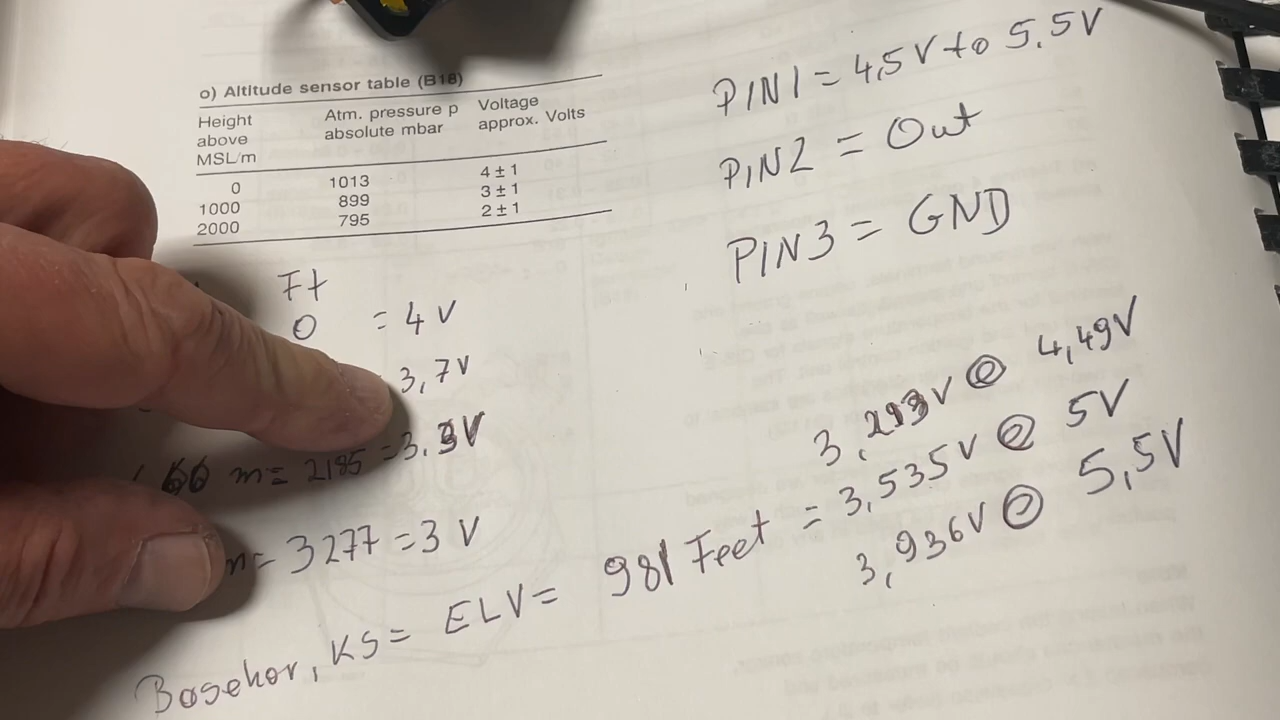 o) Altitude sensor table (B18)
Height above MSL/m
Atm. pressure p absolute mbar
Voltage approx. Volts
0 1013 4 ± 1
1000 899 3 ± 1
2000 795 2 ± 1
PIN1 = 4,5 V to 5,5V
PIN2 = Out
PIN3 = GND
Ft
0 = 4 V
3,7V
m = 2185 = 3.3V
m = 3277 = 3 V
3,293V @ 4,49V
Basehor, KS = ELV = 981 Feet = 3,535V @ 5V
3,936V @ 5,5V